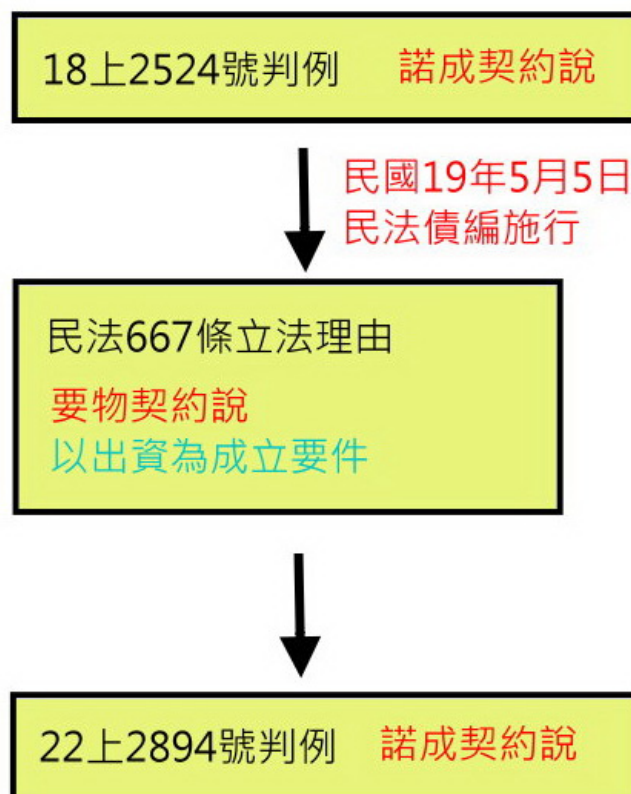 18上2524號判例 諾成契約說
民國19年5月5日
民法債編施行
民法667條立法理由
要物契約說
以出資為成立要件
22上2894號判例 諾成契約說